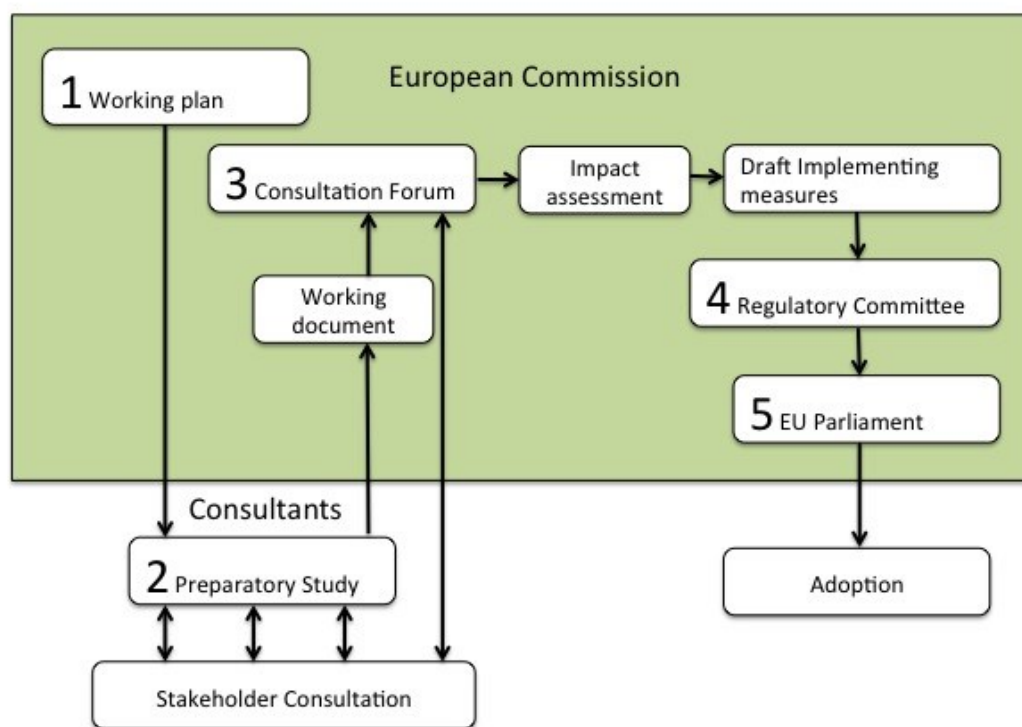 European Commission
1 Working plan
3 Consultation Forum
Impact
assessment
Draft Implementing
measures
Working
document
4 Regulatory Committee
5 EU Parliament
Consultants
2 Preparatory Study
Adoption
Stakeholder Consultation